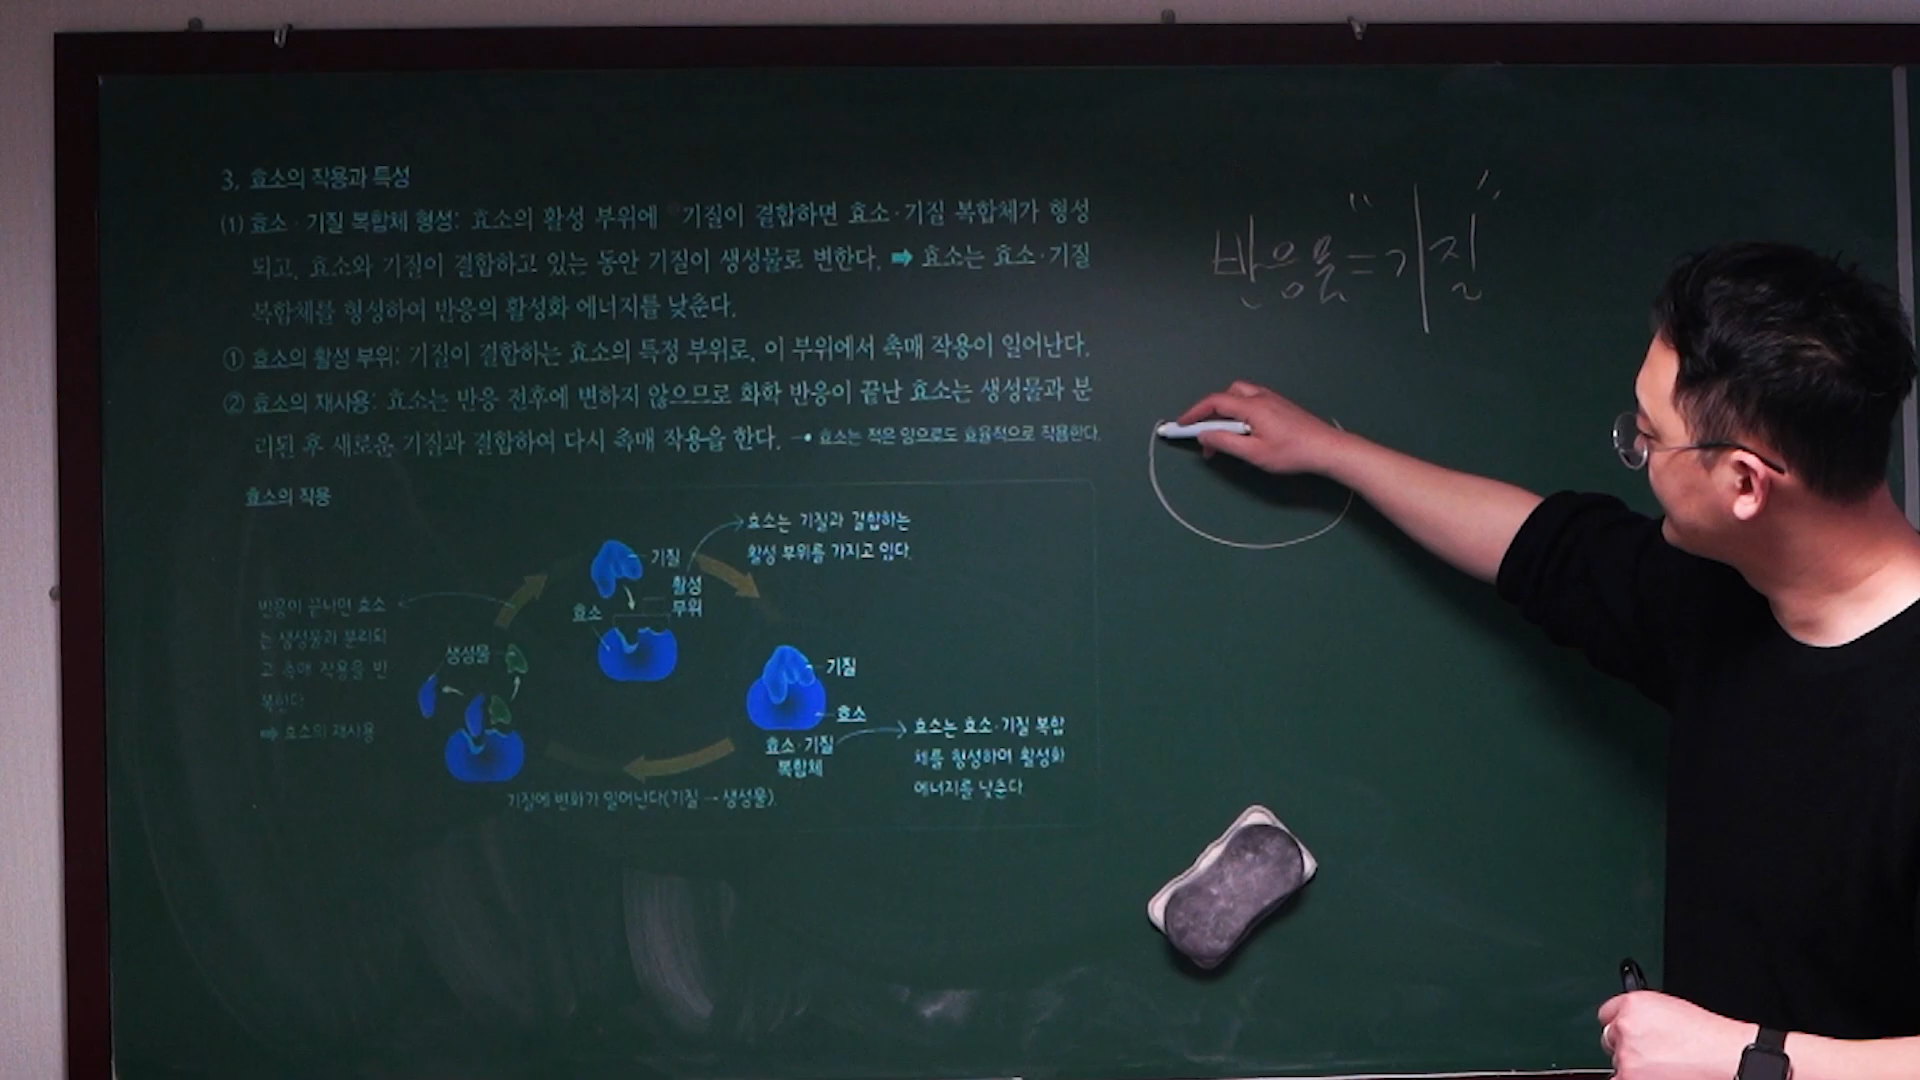 3. 효소의 작용과 특성
(1) 효소·기질 복합체 형성: 효소의 활성 부위에 기질이 결합하면 효소·기질 복합체가 형성
되고, 효소와 기질이 결합하고 있는 동안 기질이 생성물로 변한다. ➡ 효소는 효소·기질
복합체를 형성하여 반응의 활성화 에너지를 낮춘다.
① 효소의 활성 부위: 기질이 결합하는 효소의 특정 부위로, 이 부위에서 촉매 작용이 일어난다.
② 효소의 재사용: 효소는 반응 전후에 변하지 않으므로 화학 반응이 끝난 효소는 생성물과 분
리된 후 새로운 기질과 결합하여 다시 촉매 작용을 한다. → • 효소는 적은 양으로도 효율적으로 작용한다.
효소의 작용
효소는 기질과 결합하는
활성 부위를 가지고 있다.
기질
활성
부위
효소
반응이 끝나면 효소
는 생성물과 분리되
고 촉매 작용을 반
복한다
➡ 효소의 재사용
생성물
기질
효소
효소·기질
복합체
효소는 효소·기질 복합
체를 형성하여 활성화
에너지를 낮춘다
기질에 변화가 일어난다(기질 → 생성물).
반응물="기질"